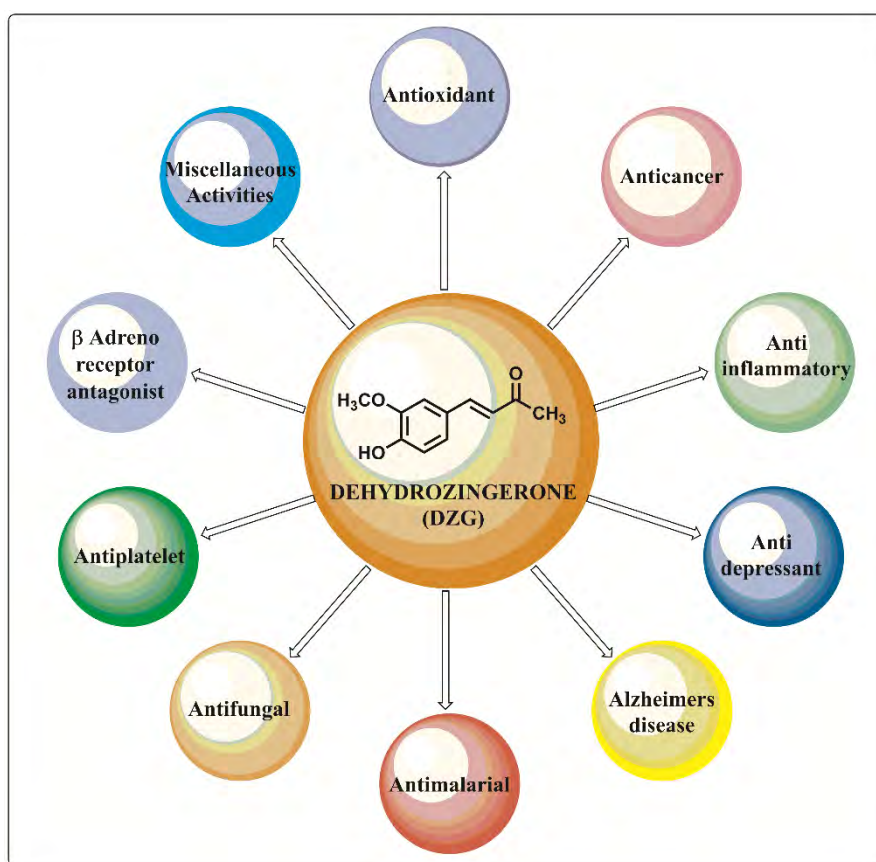 Antioxidant
Miscellaneous
Activities
Anticancer
β Adreno
receptor
antagonist
Anti
inflammatory
O
H₃CO
CH₃
HO
DEHYDROZINGERONE
(DZG)
Antiplatelet
Anti
depressant
Antifungal
Alzheimers
disease
Antimalarial